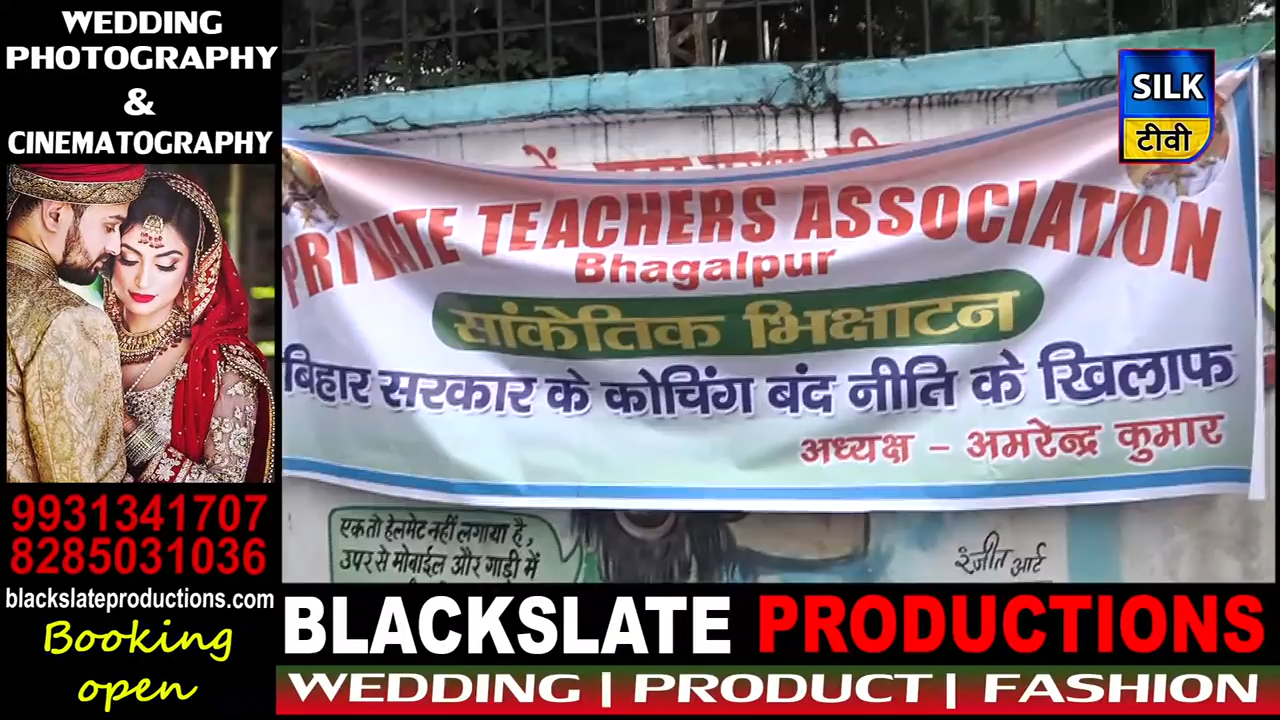 WEDDING
PHOTOGRAPHY
&
CINEMATOGRAPHY
9931341707
8285031036
blackslateproductions.com
Booking
open
SILK
टीवी
PRIVATE TEACHERS ASSOCIATION
Bhagalpur
सांकेतिक भिक्षाटन
बिहार सरकार के कोचिंग बंद नीति के खिलाफ
अध्यक्ष - अमरेन्द्र कुमार
एक तो हेलमेट नहीं लगाया है,
उपर से मोबाईल और गाड़ी में
रंजीत आर्ट
BLACKSLATE PRODUCTIONS
WEDDING | PRODUCT | FASHION